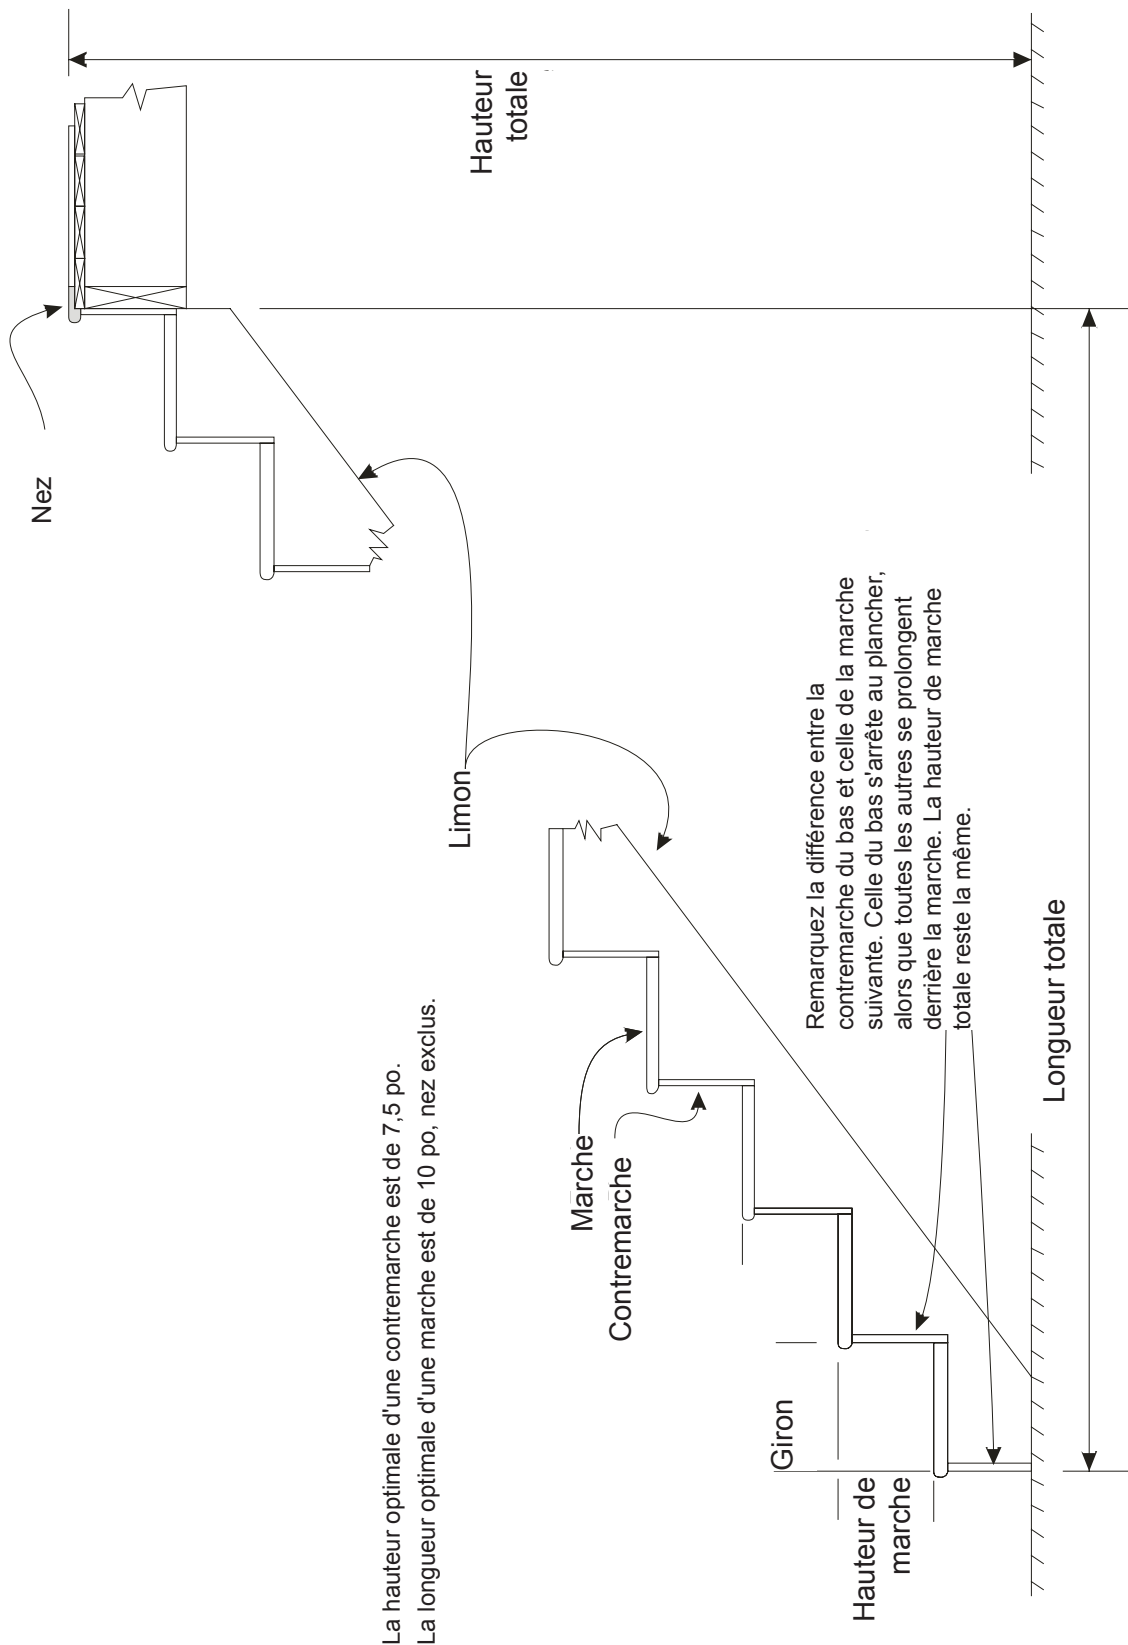 La hauteur optimale d'une contremarche est de 7,5 po.
La longueur optimale d'une marche est de 10 po, nez exclus.
Nez
Hauteur
totale
Limon
Marche
Contremarche
Giron
Hauteur de
marche
Remarquez la différence entre la
contremarche du bas et celle de la marche
suivante. Celle du bas s'arrête au plancher,
alors que toutes les autres se prolongent
derrière la marche. La hauteur de marche
totale reste la même.
Longueur totale